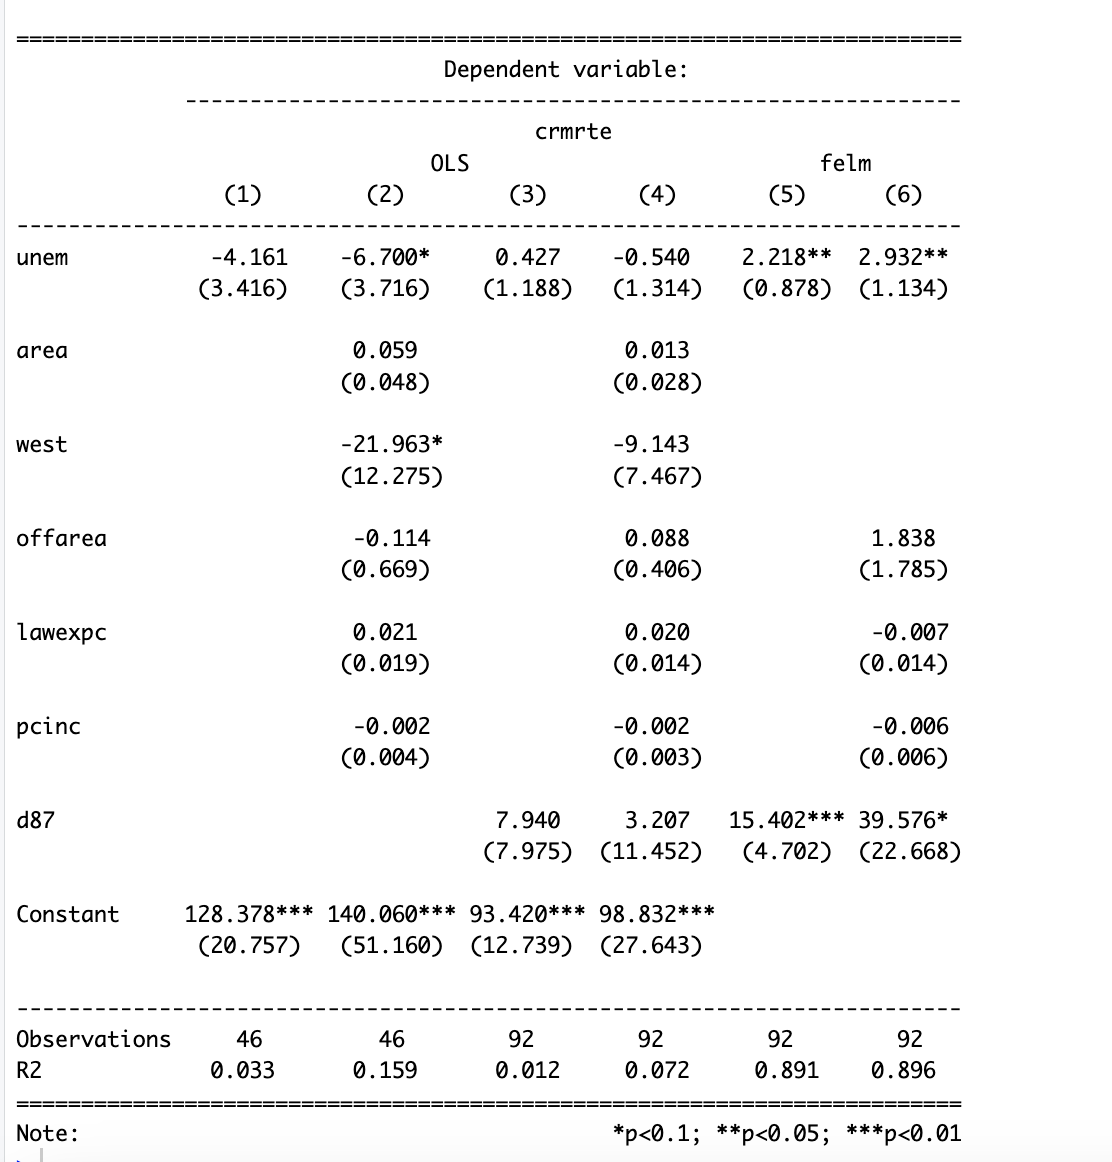 ==========================================================================
Dependent variable:
-------------------------------------------------------------
crmrte
OLS felm
(1) (2) (3) (4) (5) (6)
--------------------------------------------------------------------------
unem -4.161 -6.700* 0.427 -0.540 2.218** 2.932**
(3.416) (3.716) (1.188) (1.314) (0.878) (1.134)
area 0.059 0.013
(0.048) (0.028)
west -21.963* -9.143
(12.275) (7.467)
offarea -0.114 0.088 1.838
(0.669) (0.406) (1.785)
lawexpc 0.021 0.020 -0.007
(0.019) (0.014) (0.014)
pcinc -0.002 -0.002 -0.006
(0.004) (0.003) (0.006)
d87 7.940 3.207 15.402*** 39.576*
(7.975) (11.452) (4.702) (22.668)
Constant 128.378*** 140.060*** 93.420*** 98.832***
(20.757) (51.160) (12.739) (27.643)
--------------------------------------------------------------------------
Observations 46 46 92 92 92 92
R2 0.033 0.159 0.012 0.072 0.891 0.896
==========================================================================
Note: *p<0.1; **p<0.05; ***p<0.01